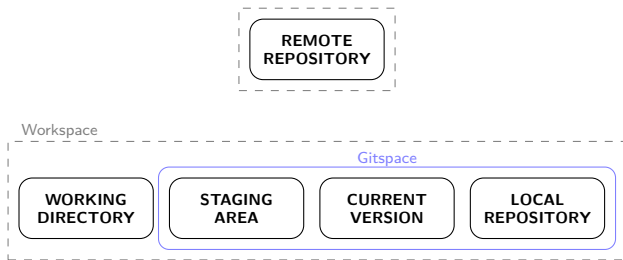 REMOTE
REPOSITORY
Workspace
Gitspace
WORKING
DIRECTORY
STAGING
AREA
CURRENT
VERSION
LOCAL
REPOSITORY